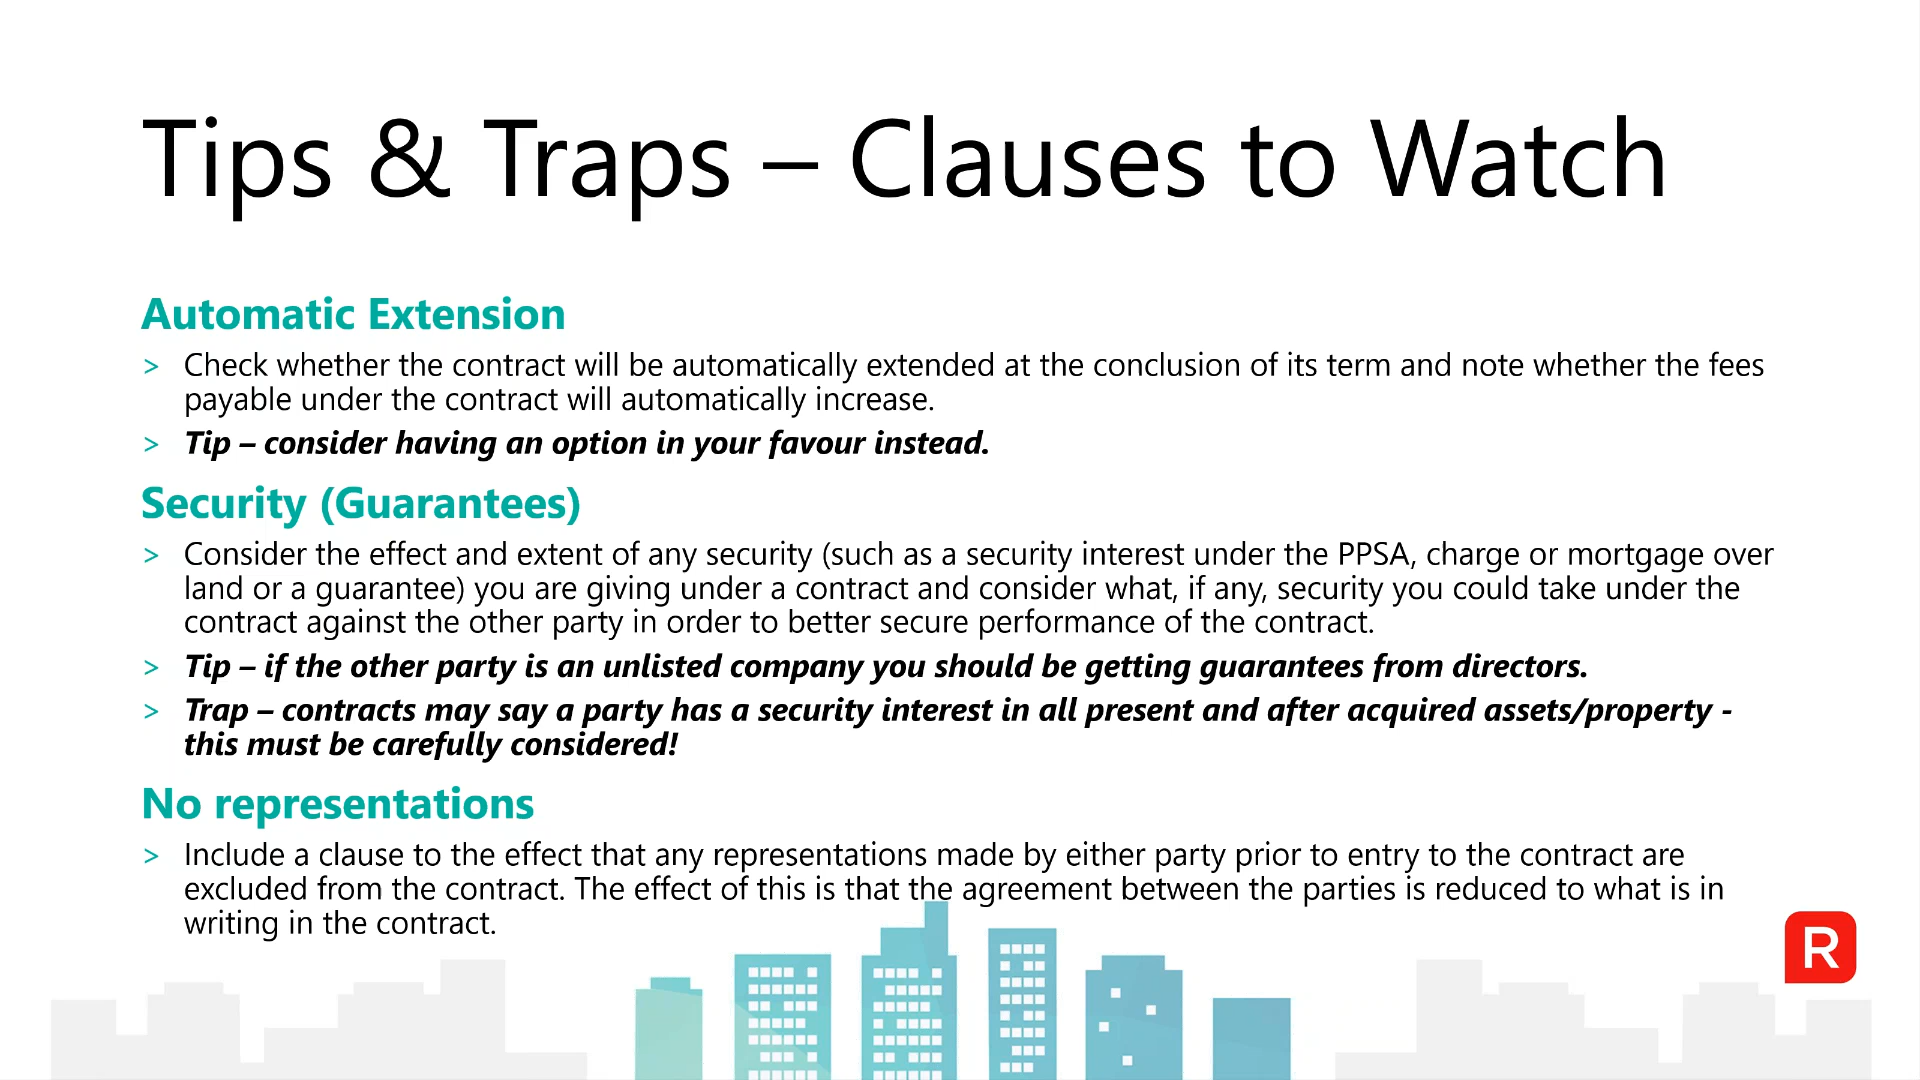 Tips & Traps – Clauses to Watch
Automatic Extension
> Check whether the contract will be automatically extended at the conclusion of its term and note whether the fees
payable under the contract will automatically increase.
> Tip – consider having an option in your favour instead.
Security (Guarantees)
> Consider the effect and extent of any security (such as a security interest under the PPSA, charge or mortgage over
land or a guarantee) you are giving under a contract and consider what, if any, security you could take under the
contract against the other party in order to better secure performance of the contract.
> Tip – if the other party is an unlisted company you should be getting guarantees from directors.
> Trap – contracts may say a party has a security interest in all present and after acquired assets/property -
this must be carefully considered!
No representations
> Include a clause to the effect that any representations made by either party prior to entry to the contract are
excluded from the contract. The effect of this is that the agreement between the parties is reduced to what is in
writing in the contract.
R